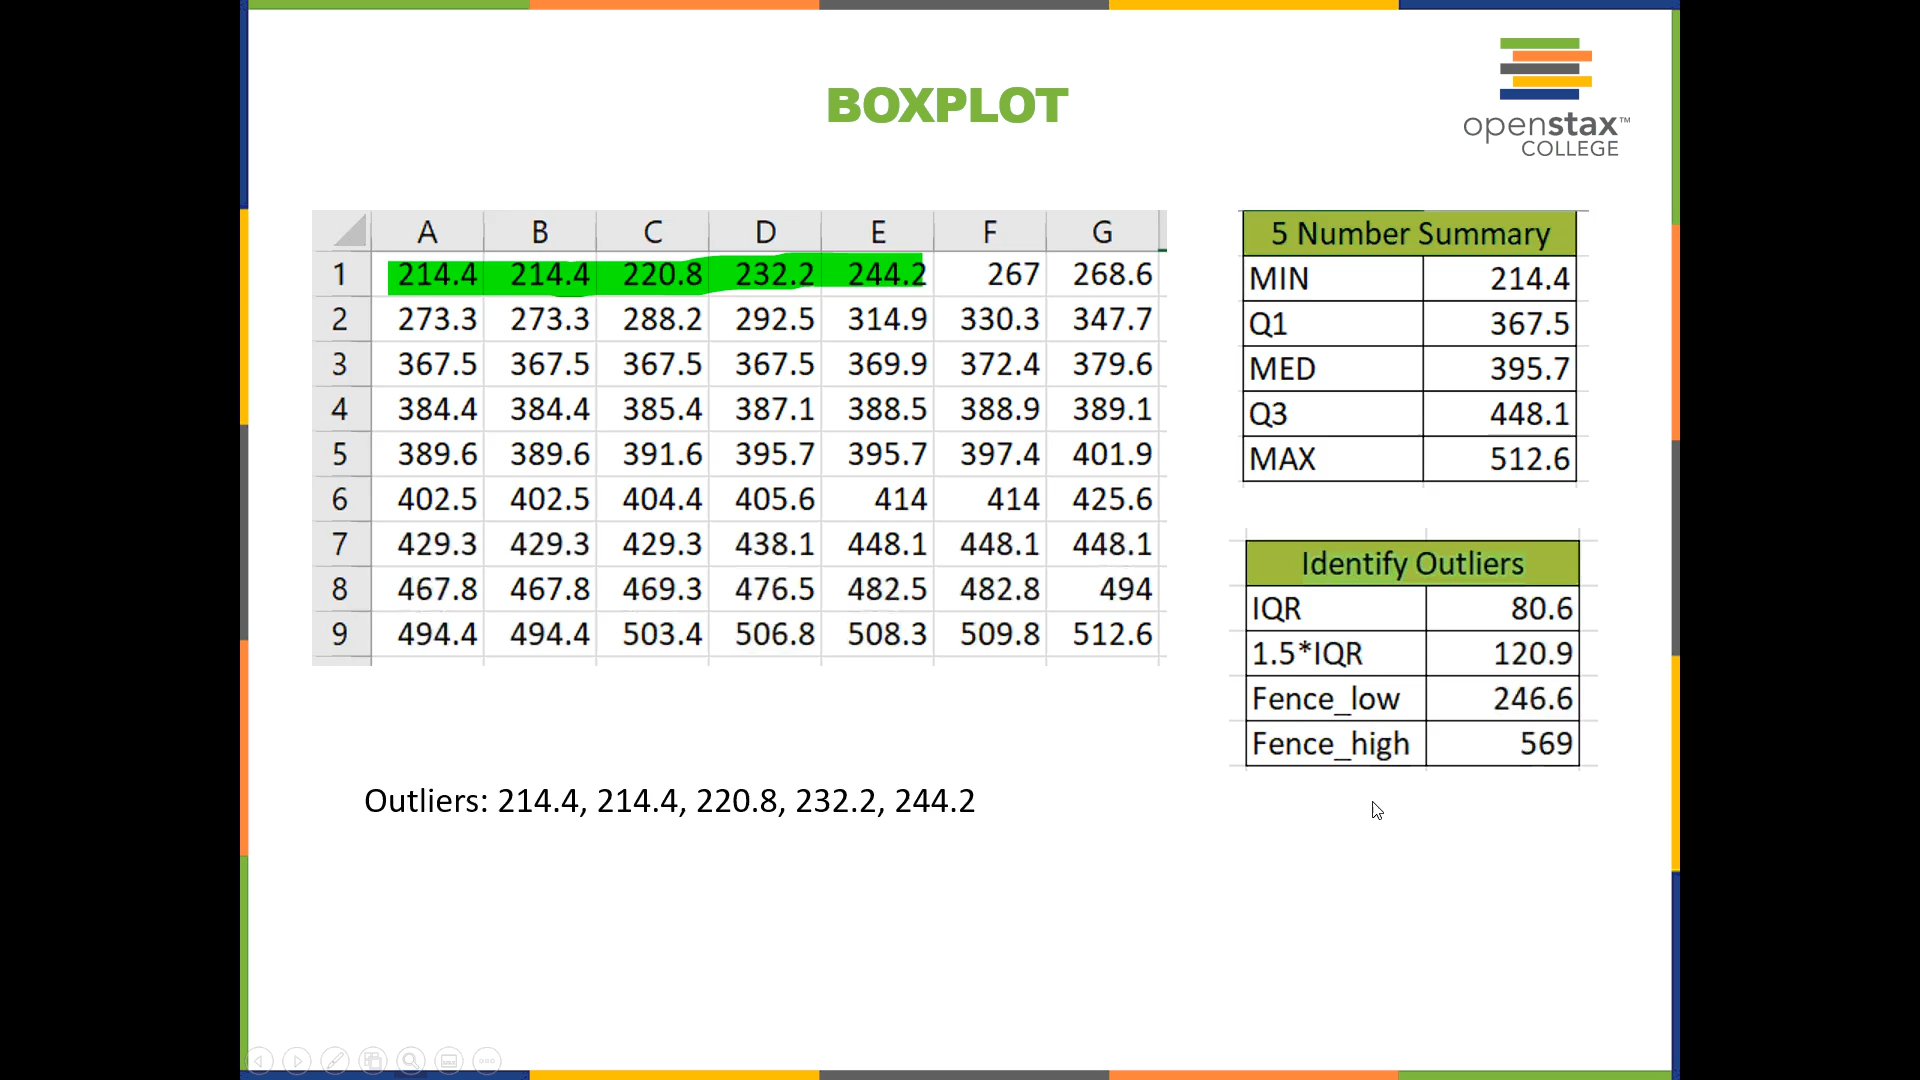 BOXPLOT
openstax™
COLLEGE
A B C D E F G
1 214.4 214.4 220.8 232.2 244.2 267 268.6
2 273.3 273.3 288.2 292.5 314.9 330.3 347.7
3 367.5 367.5 367.5 367.5 369.9 372.4 379.6
4 384.4 384.4 385.4 387.1 388.5 388.9 389.1
5 389.6 389.6 391.6 395.7 395.7 397.4 401.9
6 402.5 402.5 404.4 405.6 414 414 425.6
7 429.3 429.3 429.3 438.1 448.1 448.1 448.1
8 467.8 467.8 469.3 476.5 482.5 482.8 494
9 494.4 494.4 503.4 506.8 508.3 509.8 512.6
5 Number Summary
MIN 214.4
Q1 367.5
MED 395.7
Q3 448.1
MAX 512.6
Identify Outliers
IQR 80.6
1.5*IQR 120.9
Fence_low 246.6
Fence_high 569
Outliers: 214.4, 214.4, 220.8, 232.2, 244.2